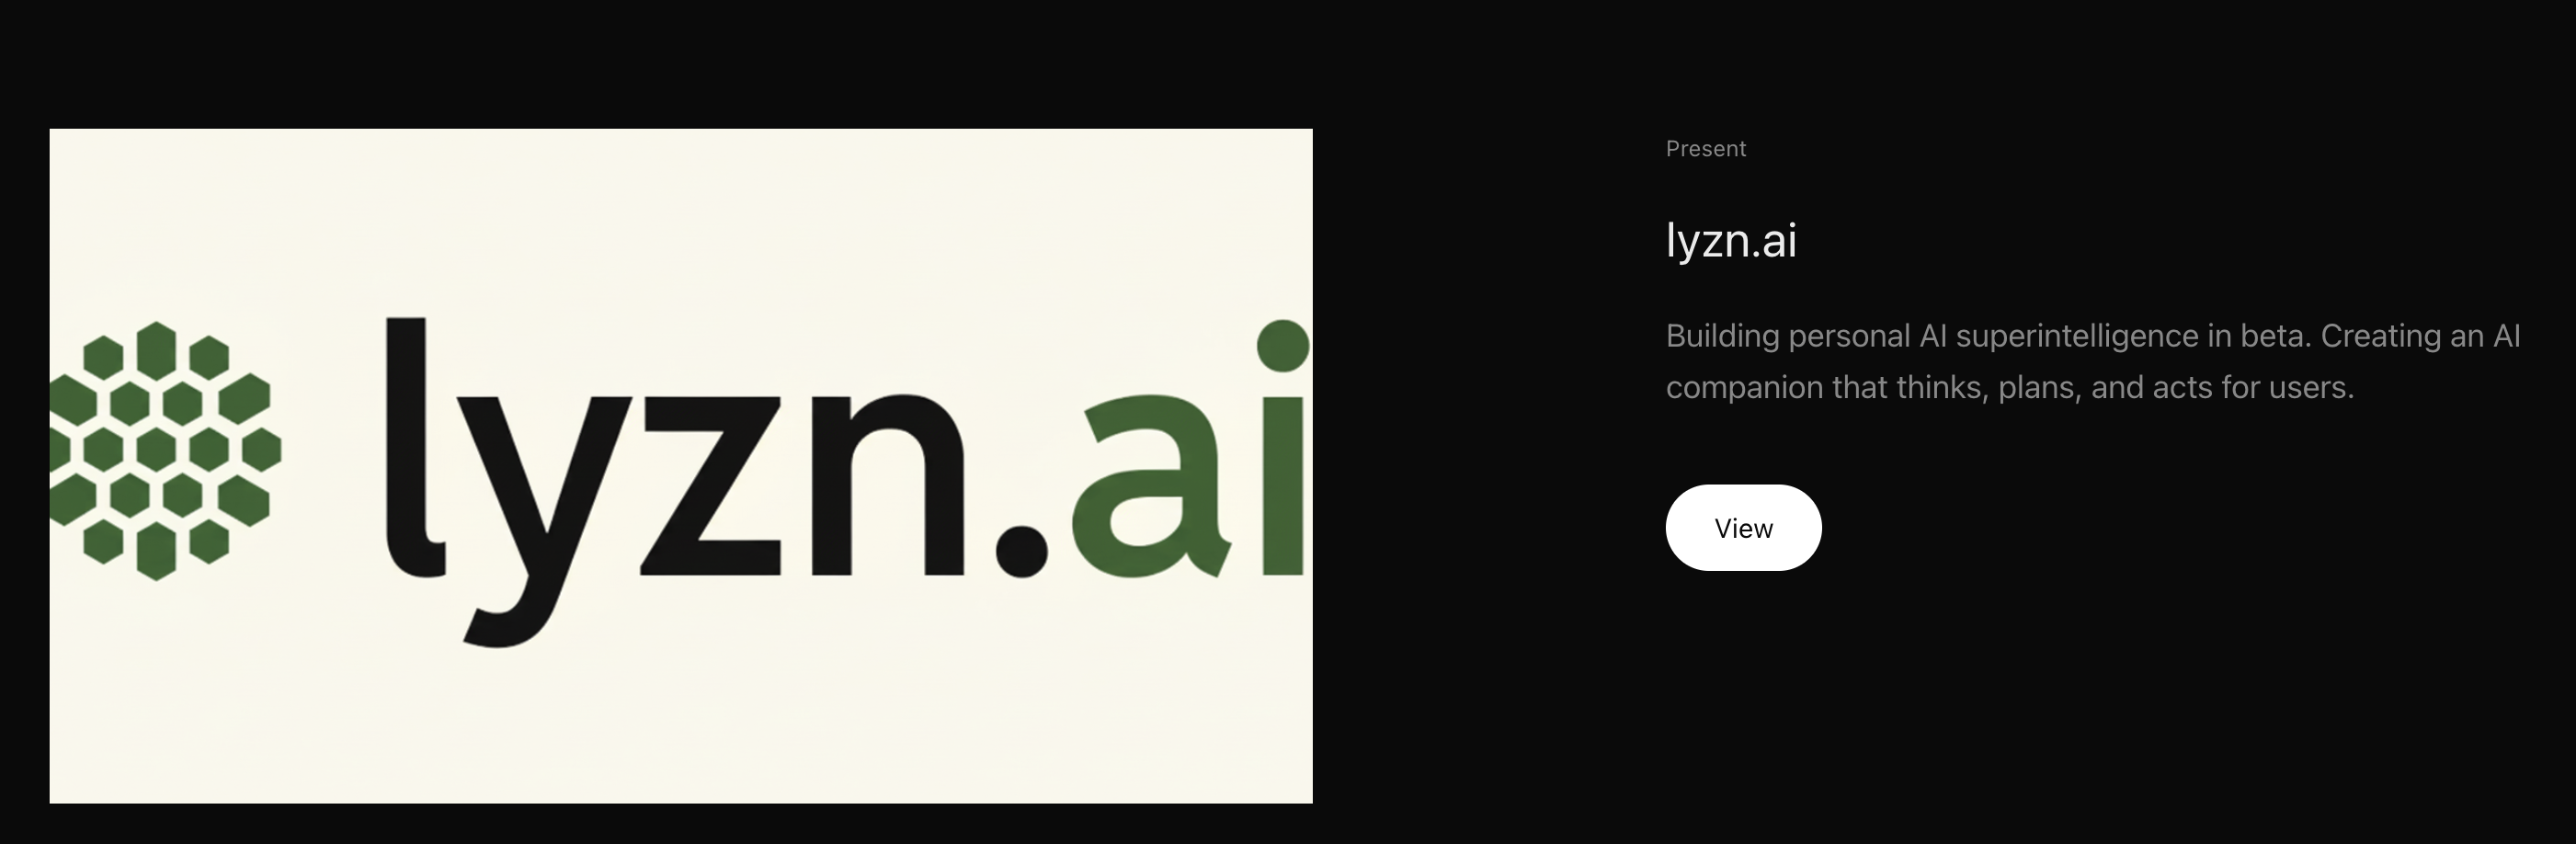 lyzn.ai
Present
lyzn.ai
Building personal AI superintelligence in beta. Creating an AI
companion that thinks, plans, and acts for users.
View